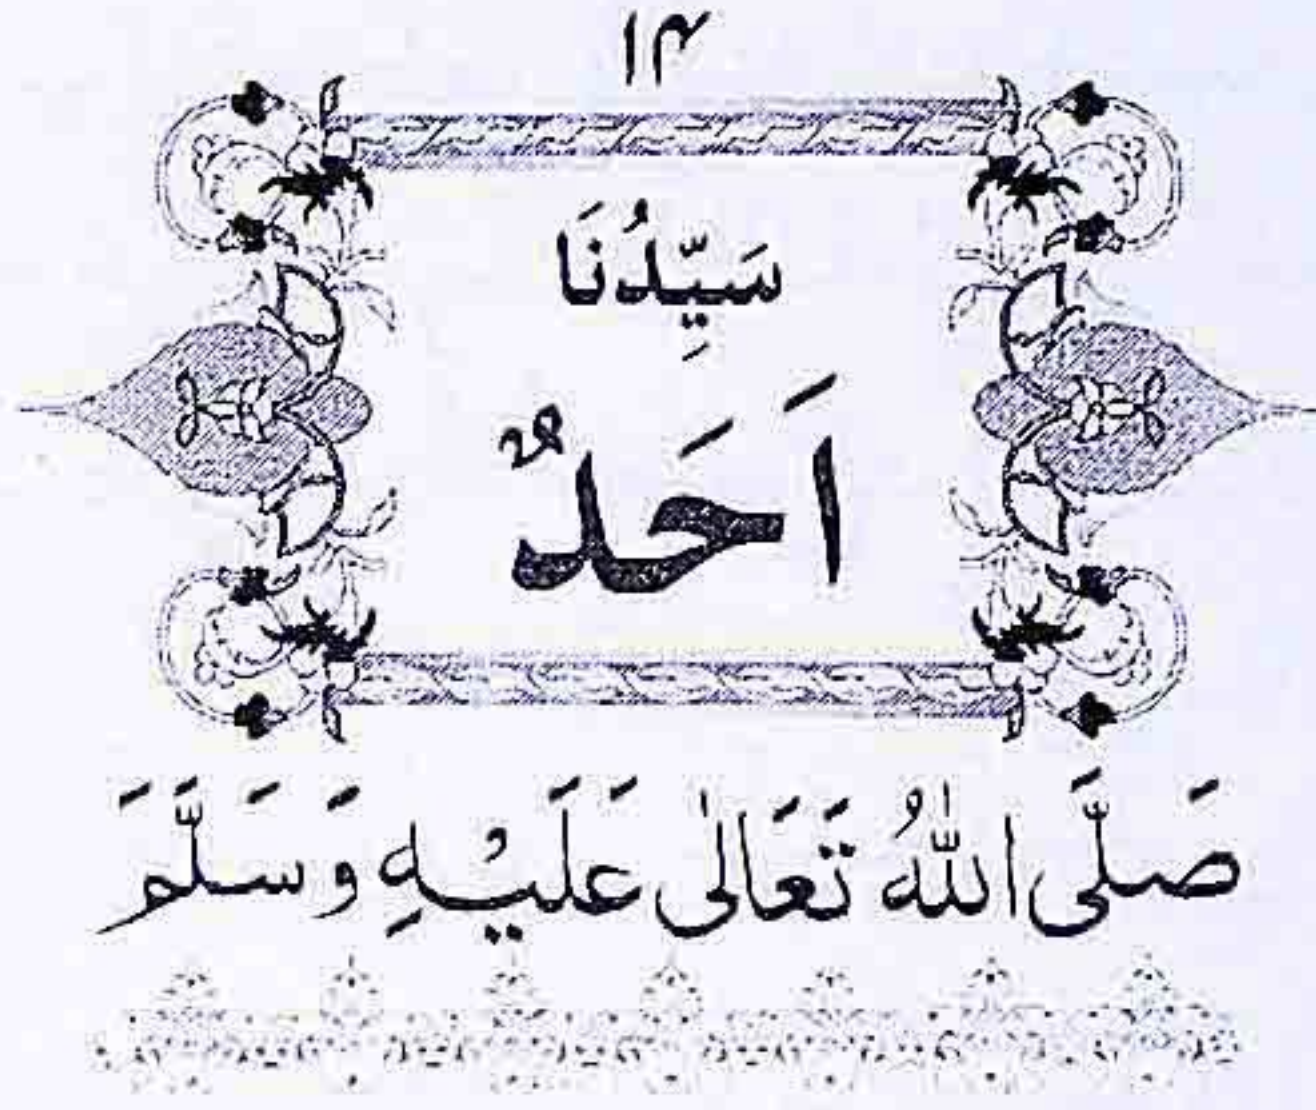 ۱۴
سَيِّدُنَا
اَحَدٌ
صَلَّى اللّٰهُ تَعَالٰى عَلَيْهِ وَسَلَّمَ